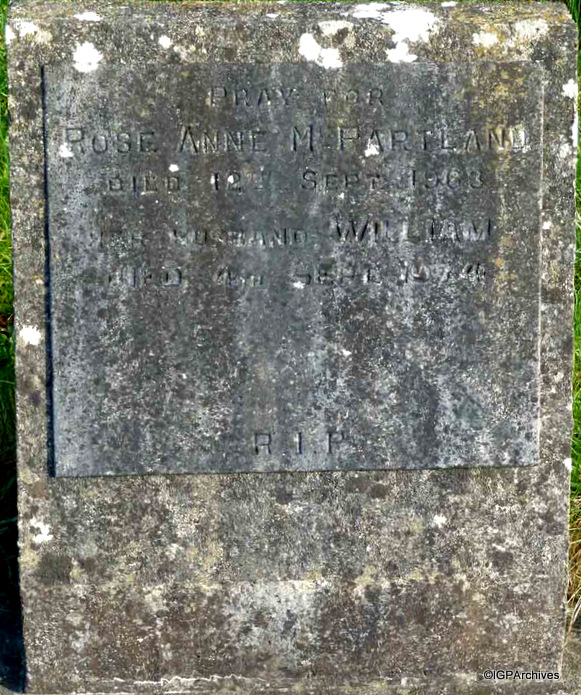 PRAY FOR
ROSE ANNE McPARTLAND
DIED 12TH SEPT. 1963
HER HUSBAND WILLIAM
DIED 4TH SEPT. 1974
R.I.P.
©IGPArchives